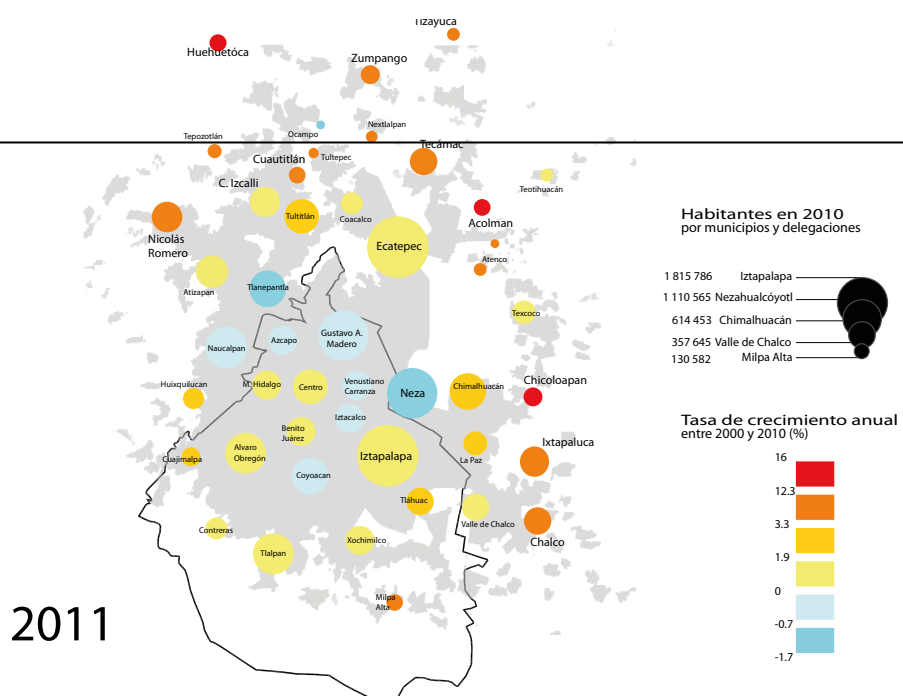 Tizayuca
Huehuetóca
Zumpango
Ocampo
Nextlalpan
Tepozotlán
Tecámac
Cuautitlán
Tultepec
C. Izcalli
Teotihuacán
Tultitlán
Coacalco
Acolman
Nicolás
Romero
Ecatepec
Atenco
Atizapan
Tlanepantla
Texcoco
Naucalpan
Azcapo
Gustavo A.
Madero
Huixquilucan
M. Hidalgo
Centro
Venustiano
Carranza
Neza
Chimalhuacán
Chicoloapan
Iztacalco
Benito
Juárez
Cuajimalpa
Alvaro
Obregón
Iztapalapa
La Paz
Ixtapaluca
Coyoacan
Tláhuac
Valle de Chalco
Chalco
Contreras
Tlalpan
Xochimilco
Milpa
Alta
2011
Habitantes en 2010
por municipios y delegaciones
1 815 786 Iztapalapa
1 110 565 Nezahualcóyotl
614 453 Chimalhuacán
357 645 Valle de Chalco
130 582 Milpa Alta
Tasa de crecimiento anual
entre 2000 y 2010 (%)
16
12.3
3.3
1.9
0
-0.7
-1.7